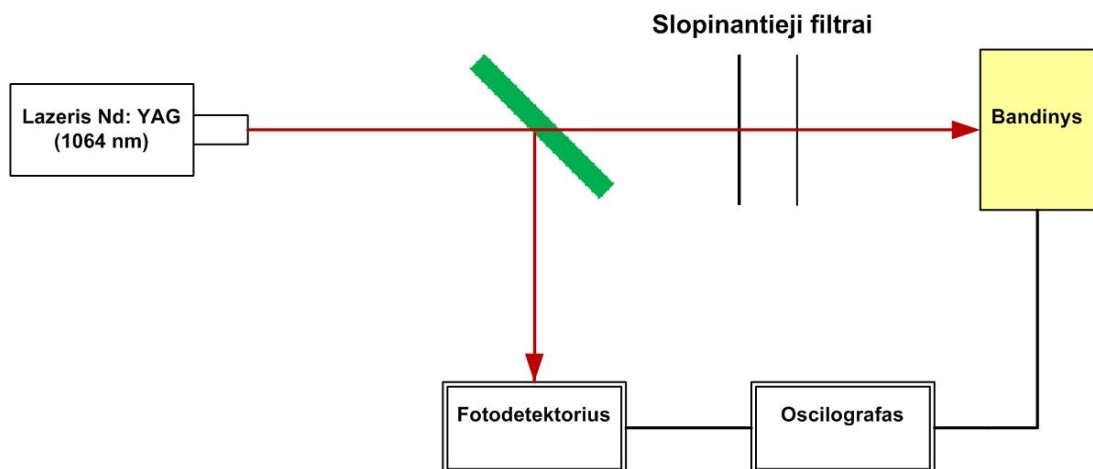 Slopinantieji filtrai
Lazeris Nd: YAG
(1064 nm)
Bandinys
Fotodetektorius
Oscilografas